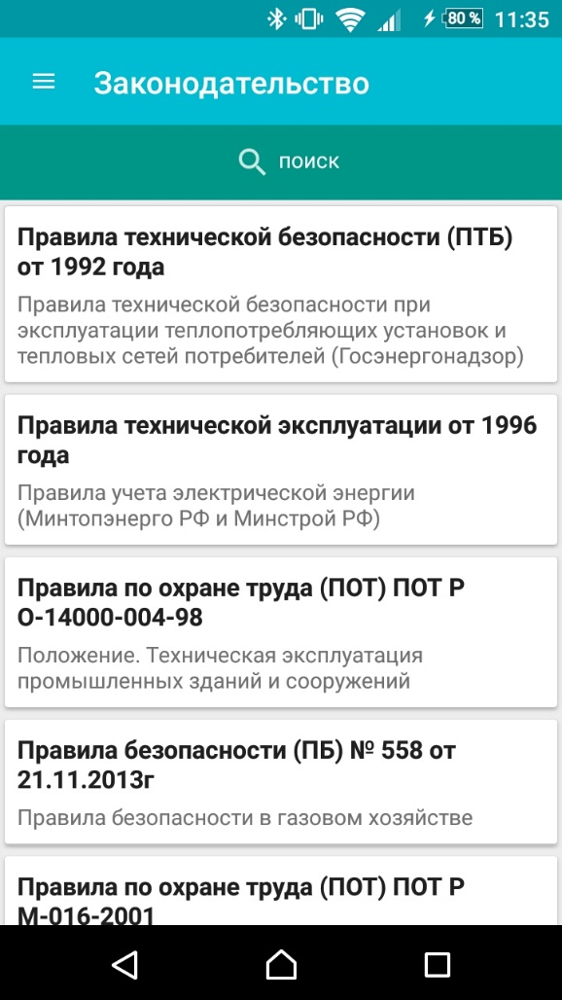 80 % 11:35
Законодательство
поиск
Правила технической безопасности (ПТБ)
от 1992 года
Правила технической безопасности при
эксплуатации теплопотребляющих установок и
тепловых сетей потребителей (Госэнергонадзор)
Правила технической эксплуатации от 1996
года
Правила учета электрической энергии
(Минтопэнерго РФ и Минстрой РФ)
Правила по охране труда (ПОТ) ПОТ Р
О-14000-004-98
Положение. Техническая эксплуатация
промышленных зданий и сооружений
Правила безопасности (ПБ) № 558 от
21.11.2013г
Правила безопасности в газовом хозяйстве
Правила по охране труда (ПОТ) ПОТ Р
М-016-2001